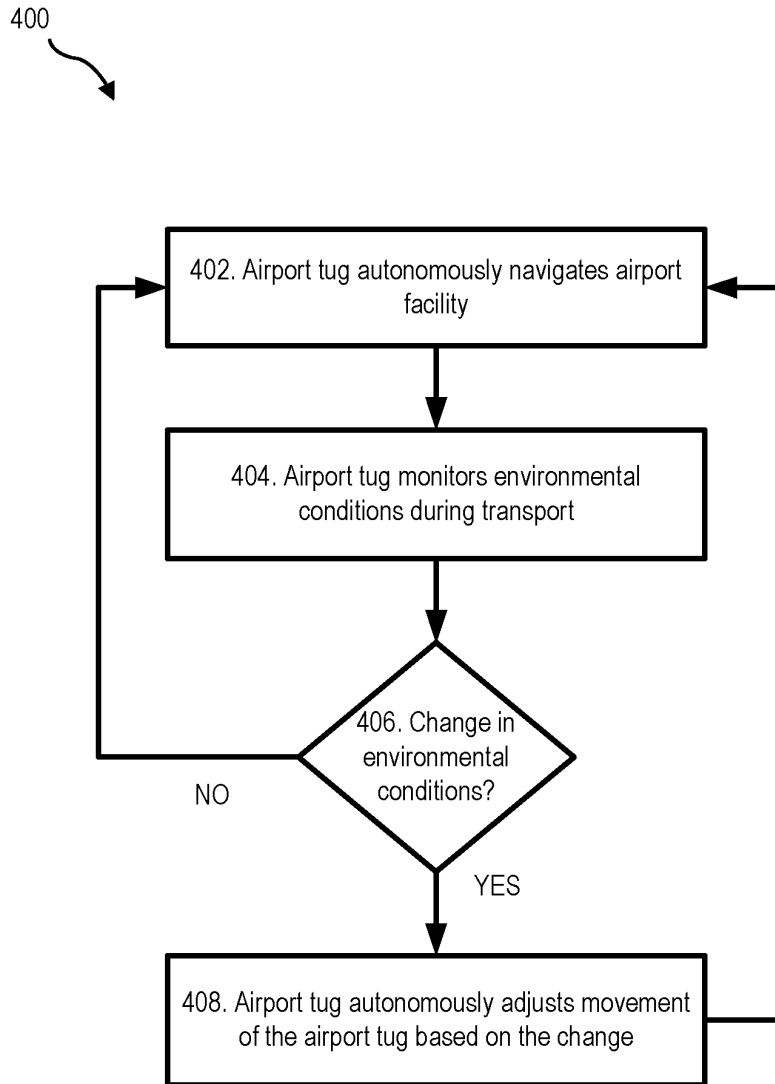 400
402. Airport tug autonomously navigates airport
facility
404. Airport tug monitors environmental
conditions during transport
406. Change in
environmental
conditions?
NO
YES
408. Airport tug autonomously adjusts movement
of the airport tug based on the change